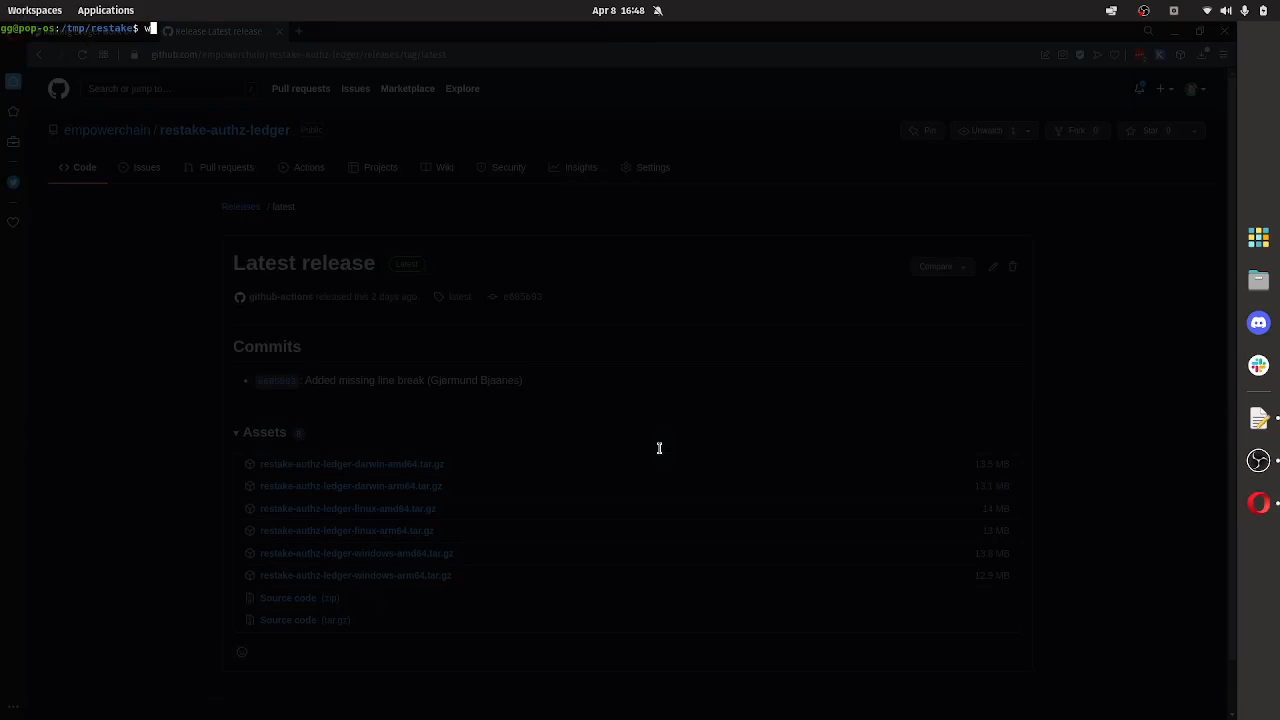 Workspaces Applications Apr 8 16:48
gg@pop-os:/tmp/restake$ w
Release Latest release
github.com/empowerchain/restake-authz-ledger/releases/tag/latest
Search or jump to… /
Pull requests Issues Marketplace Explore
empowerchain / restake-authz-ledger Public
Pin Unwatch 1 Fork 0 Star 0
Code Issues Pull requests Actions Projects Wiki Security Insights Settings
Releases / latest
Latest release Latest
Compare
github-actions released this 2 days ago latest
Commits
: Added missing line break (Gjermund Bjaanes)
Assets 8
restake-authz-ledger-darwin-amd64.tar.gz 13.5 MB
restake-authz-ledger-darwin-arm64.tar.gz 13.1 MB
restake-authz-ledger-linux-amd64.tar.gz 14 MB
restake-authz-ledger-linux-arm64.tar.gz 13 MB
restake-authz-ledger-windows-amd64.tar.gz 13.8 MB
restake-authz-ledger-windows-arm64.tar.gz 12.9 MB
Source code (zip)
Source code (tar.gz)